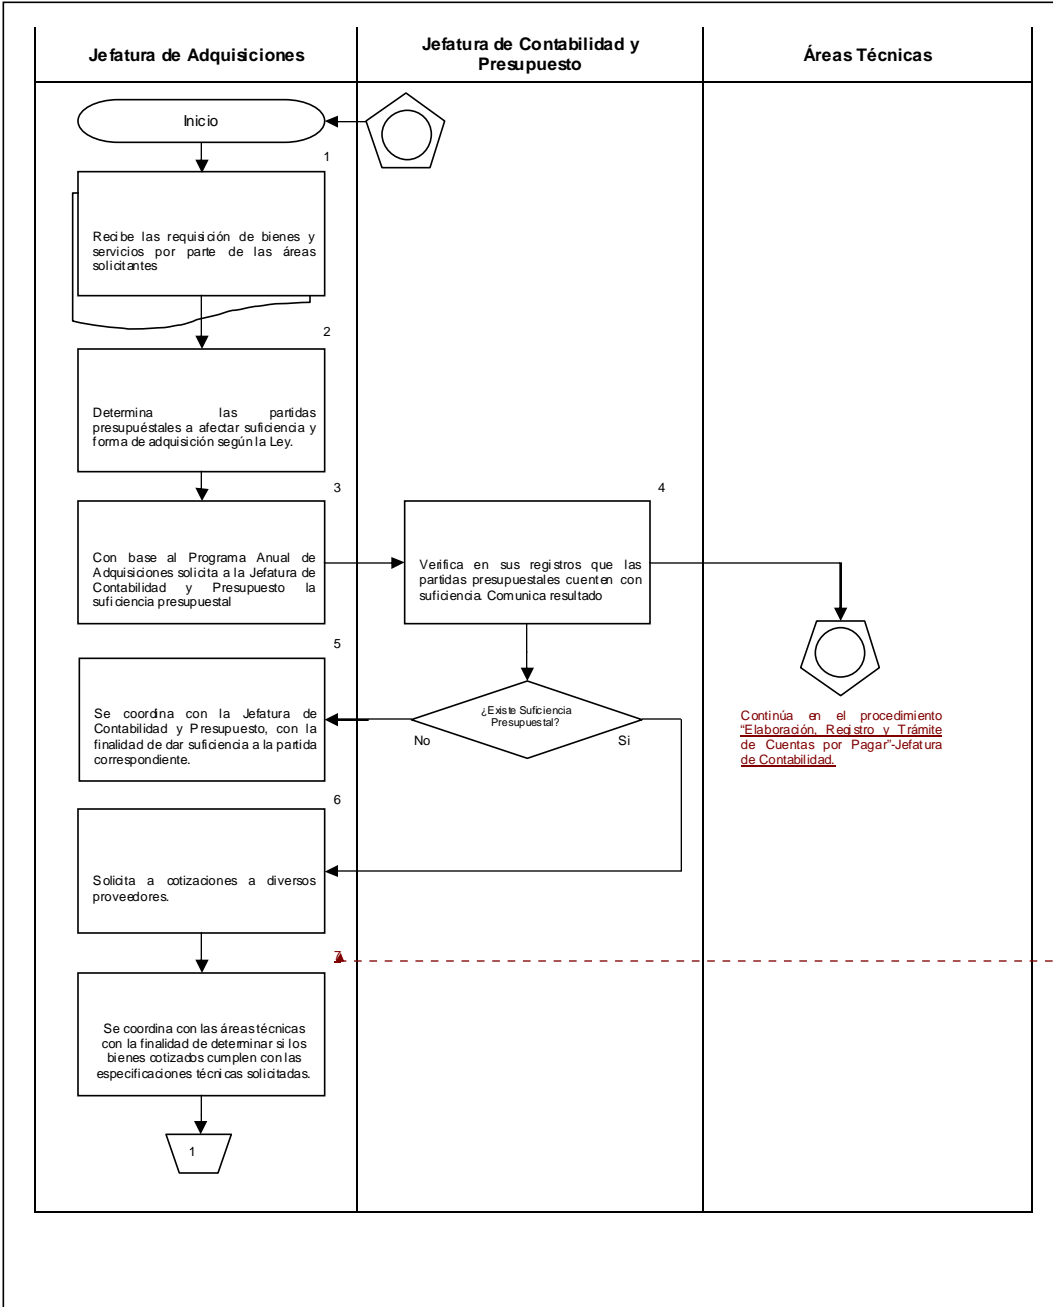 Jefatura de Adquisiciones
Jefatura de Contabilidad y
Presupuesto
Áreas Técnicas
Inicio
1
Recibe las requisición de bienes y
servicios por parte de las áreas
solicitantes
2
Determina las partidas
presupuéstales a afectar suficiencia y
forma de adquisición según la Ley.
3
Con base al Programa Anual de
Adquisiciones solicita a la Jefatura de
Contabilidad y Presupuesto la
suficiencia presupuestal
4
Verifica en sus registros que las
partidas presupuestales cuenten con
suficiencia. Comunica resultado
5
Se coordina con la Jefatura de
Contabilidad y Presupuesto, con la
finalidad de dar suficiencia a la partida
correspondiente.
¿Existe Suficiencia
Presupuestal?
No
Si
Continúa en el procedimiento
“Elaboración, Registro y Trámite
de Cuentas por Pagar”-Jefatura
de Contabilidad.
6
Solicita a cotizaciones a diversos
proveedores.
7
Se coordina con las áreas técnicas
con la finalidad de determinar si los
bienes cotizados cumplen con las
especificaciones técnicas solicitadas.
1